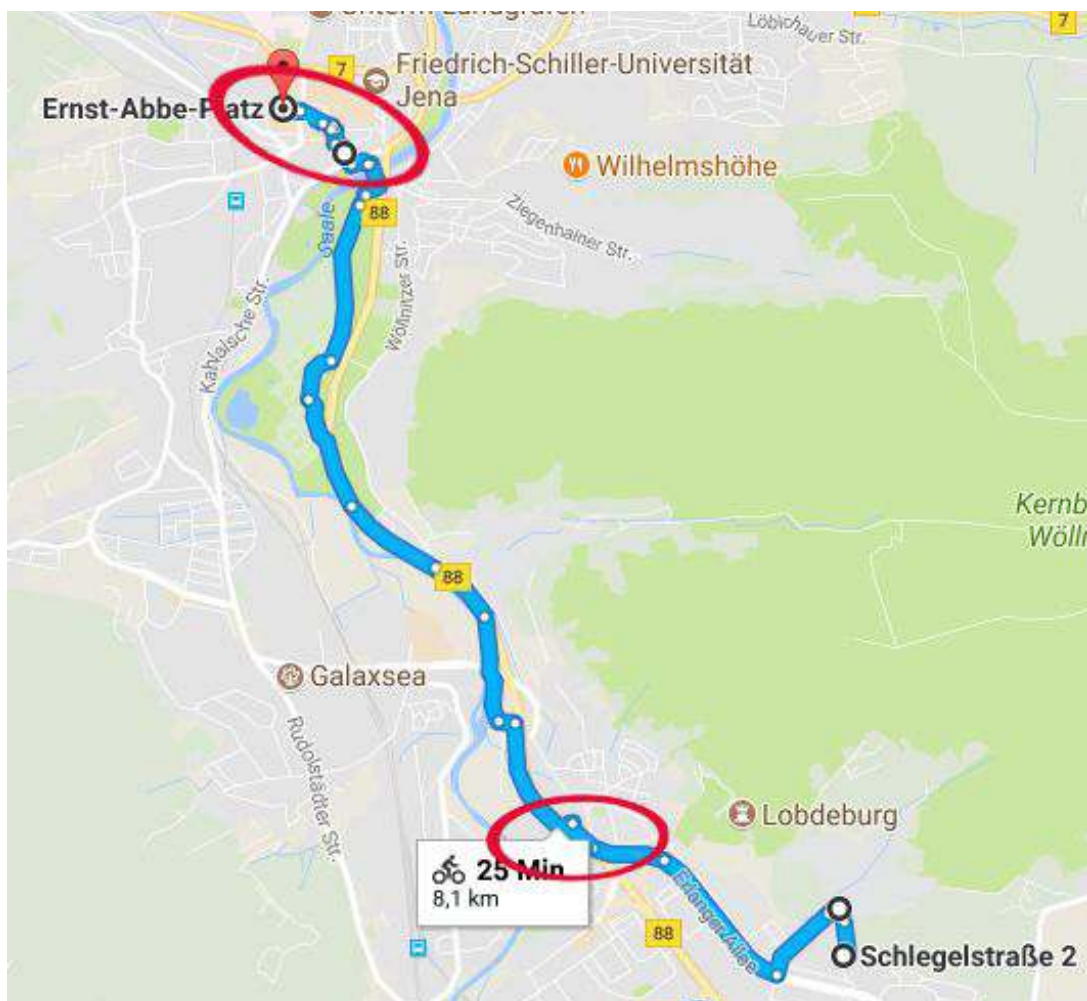 Löbichauer Str.
7
7
Friedrich-Schiller-Universität
Jena
Ernst-Abbe-Platz
Wilhelmshöhe
88
Saale
Ziegenhainer Str.
Wöllnitzer Str.
Kahlaische Str.
Kernb
Wölln
88
Galaxsea
Rudolstädter Str.
Lobdeburg
25 Min
8,1 km
Erlanger Allee
88
Schlegelstraße 2